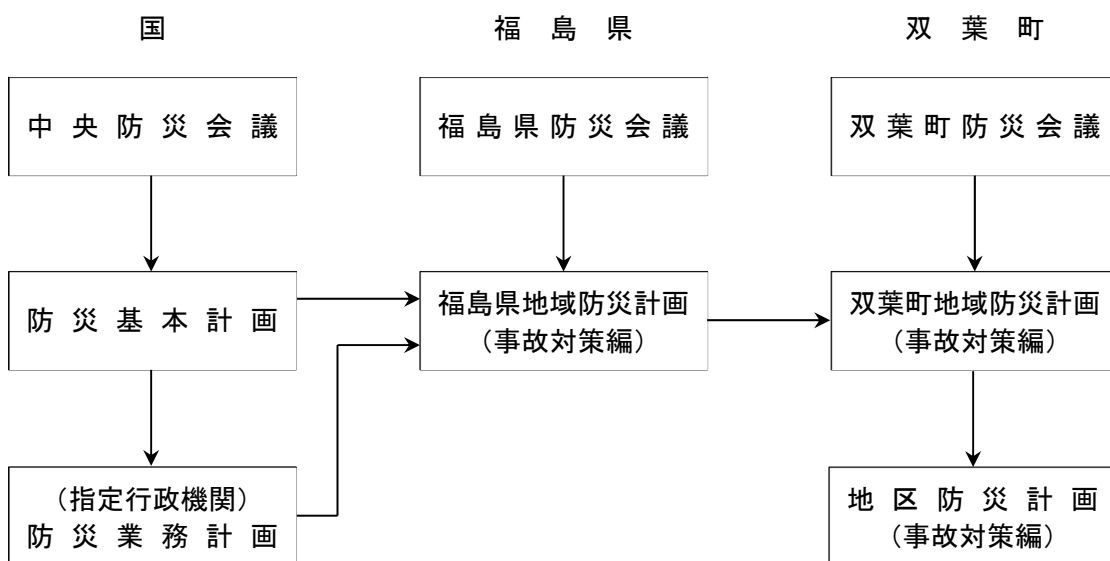 国
福島県
双葉町
中央防災会議
福島県防災会議
双葉町防災会議
防災基本計画
福島県地域防災計画
（事故対策編）
双葉町地域防災計画
（事故対策編）
（指定行政機関）
防災業務計画
地区防災計画
（事故対策編）